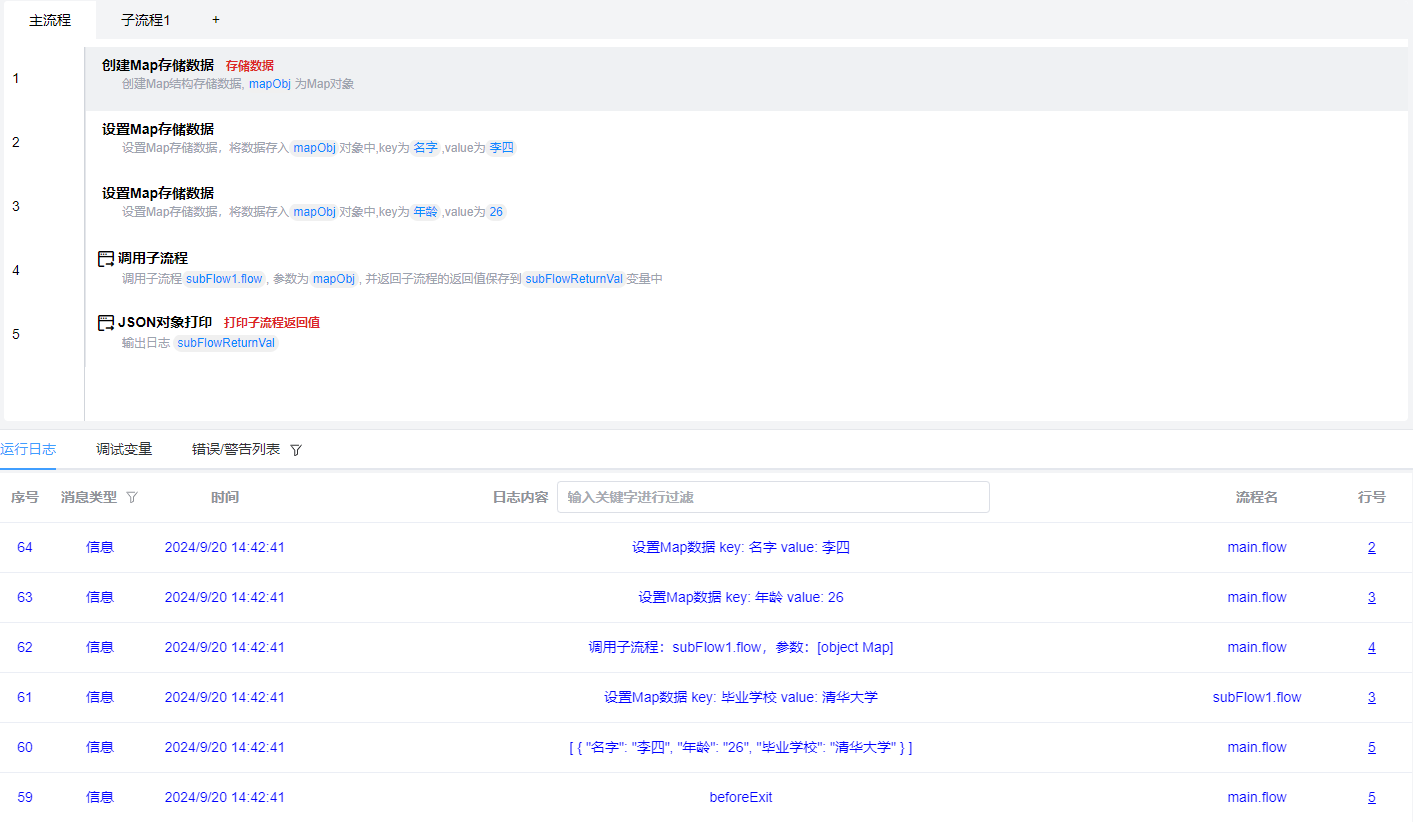 主流程 子流程1 +
1
创建Map存储数据 存储数据
创建Map结构存储数据, mapObj 为Map对象
2
设置Map存储数据
设置Map存储数据，将数据存入 mapObj 对象中,key为 名字 ,value为 李四
3
设置Map存储数据
设置Map存储数据，将数据存入 mapObj 对象中,key为 年龄 ,value为 26
4
调用子流程
调用子流程 subFlow1.flow , 参数为 mapObj , 并返回子流程的返回值保存到 subFlowReturnVal 变量中
5
JSON对象打印 打印子流程返回值
输出日志 subFlowReturnVal
运行日志 调试变量 错误/警告列表
序号 消息类型 时间 日志内容 输入关键字进行过滤 流程名 行号
64 信息 2024/9/20 14:42:41 设置Map数据 key: 名字 value: 李四 main.flow 2
63 信息 2024/9/20 14:42:41 设置Map数据 key: 年龄 value: 26 main.flow 3
62 信息 2024/9/20 14:42:41 调用子流程：subFlow1.flow，参数：[object Map] main.flow 4
61 信息 2024/9/20 14:42:41 设置Map数据 key: 毕业学校 value: 清华大学 subFlow1.flow 3
60 信息 2024/9/20 14:42:41 [ { "名字": "李四", "年龄": "26", "毕业学校": "清华大学" } ] main.flow 5
59 信息 2024/9/20 14:42:41 beforeExit main.flow 5